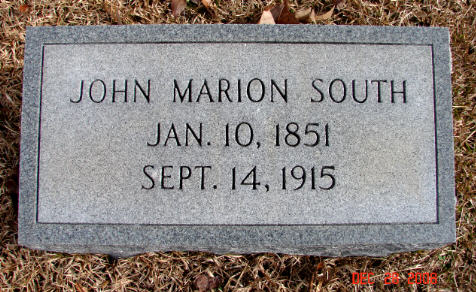 JOHN MARION SOUTH
JAN. 10, 1851
SEPT. 14, 1915